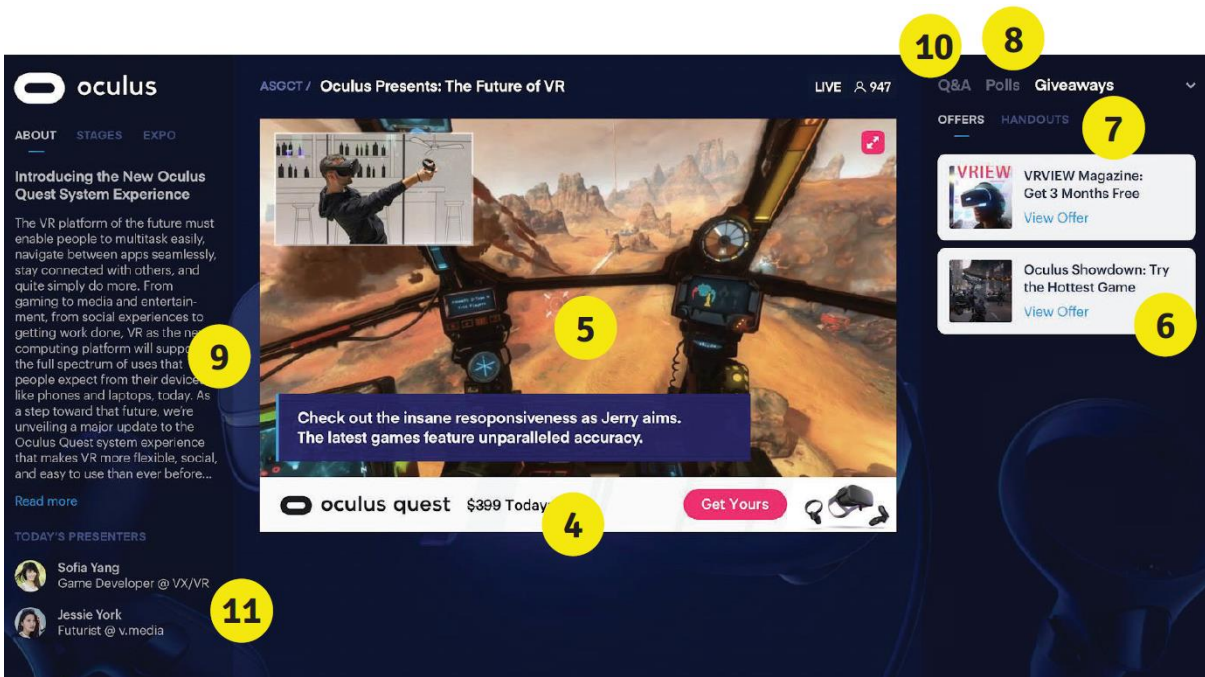 10
8
oculus
ASGCT / Oculus Presents: The Future of VR
LIVE 947
Q&A Polls Giveaways
ABOUT STAGES EXPO
OFFERS HANDOUTS
7
Introducing the New Oculus
Quest System Experience
The VR platform of the future must
enable people to multitask easily,
navigate between apps seamlessly,
stay connected with others, and
quite simply do more. From
gaming to media and entertain-
ment, from social experiences to
getting work done, VR as the
computing platform will
the full spectrum of uses that
people expect from their
like phones and laptops, today. As
a step toward that future, we're
unveiling a major update to the
Oculus Quest system experience
that makes VR more flexible, social,
and easy to use than ever before...
Read more
9
TODAY'S PRESENTERS
Sofia Yang
Game Developer @ VX/VR
Jessie York
Futurist @ v.media
11
5
Check out the insane resoponsiveness as Jerry aims.
The latest games feature unparalleled accuracy.
oculus quest $399 Today
Get Yours
4
VRIEW
VRVIEW Magazine:
Get 3 Months Free
View Offer
Oculus Showdown: Try
the Hottest Game
View Offer
6